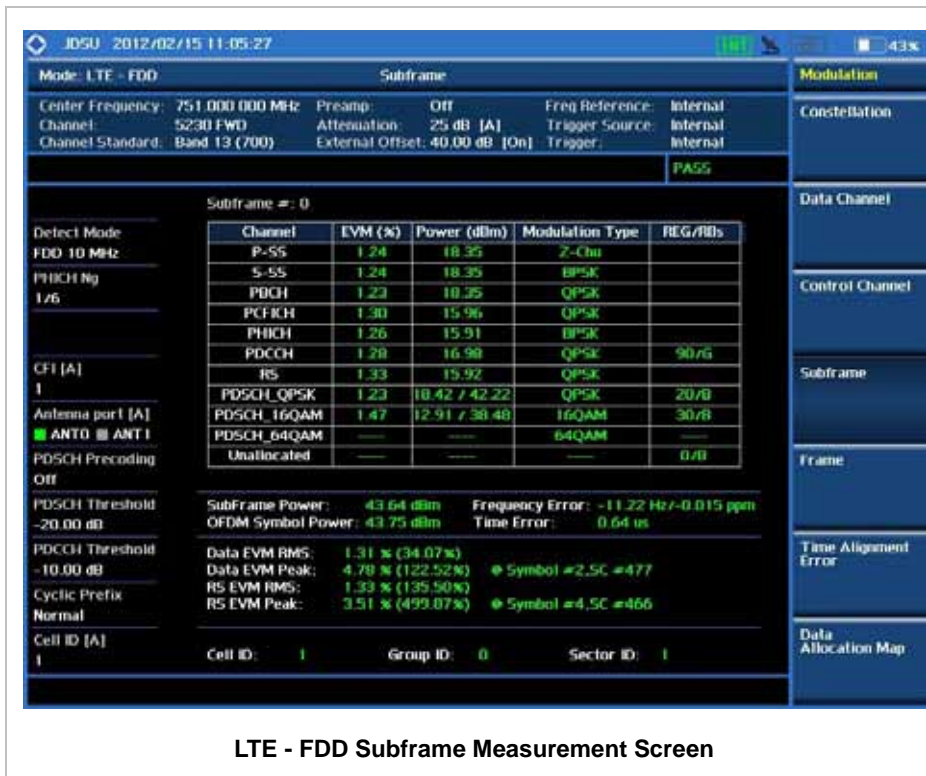 JDSU 2012/02/15 11:05:27
43%
Mode: LTE - FDD Subframe
Center Frequency: 751.000 000 MHz Preamp: Off Freq Reference: Internal
Channel: 5230 FWD Attenuation: 25 dB [A] Trigger Source: Internal
Channel Standard: Band 13 (700) External Offset: 40.00 dB [On] Trigger: Internal
PASS
Detect Mode
FDD 10 MHz
PHICH Ng
1/6
CFI [A]
1
Antenna port [A]
ANT0 ANT1
PDSCH Precoding
Off
PDSCH Threshold
-20.00 dB
PDCCH Threshold
-10.00 dB
Cyclic Prefix
Normal
Cell ID [A]
1
Subframe #: 0
Channel EVM (%) Power (dBm) Modulation Type REG/RBs
P-SS 1.24 18.35 Z-Chu
S-SS 1.24 18.35 BPSK
PBCH 1.23 18.35 QPSK
PCFICH 1.30 15.96 QPSK
PHICH 1.26 15.91 BPSK
PDCCH 1.28 16.98 QPSK 90/G
RS 1.33 15.92 QPSK
PDSCH_QPSK 1.23 18.42 / 42.22 QPSK 20/B
PDSCH_16QAM 1.47 12.91 / 38.48 16QAM 30/B
PDSCH_64QAM ---- ---- 64QAM ----
Unallocated ---- ---- ---- 0/B
SubFrame Power: 43.64 dBm Frequency Error: -11.22 Hz/-0.015 ppm
OFDM Symbol Power: 43.75 dBm Time Error: 0.64 us
Data EVM RMS: 1.31 % (34.07%)
Data EVM Peak: 4.78 % (122.52%) @ Symbol #2,SC #477
RS EVM RMS: 1.33 % (135.50%)
RS EVM Peak: 3.51 % (499.87%) @ Symbol #4,SC #466
Cell ID: 1 Group ID: 0 Sector ID: 1
Modulation
Constellation
Data Channel
Control Channel
Subframe
Frame
Time Alignment
Error
Data
Allocation Map
LTE - FDD Subframe Measurement Screen